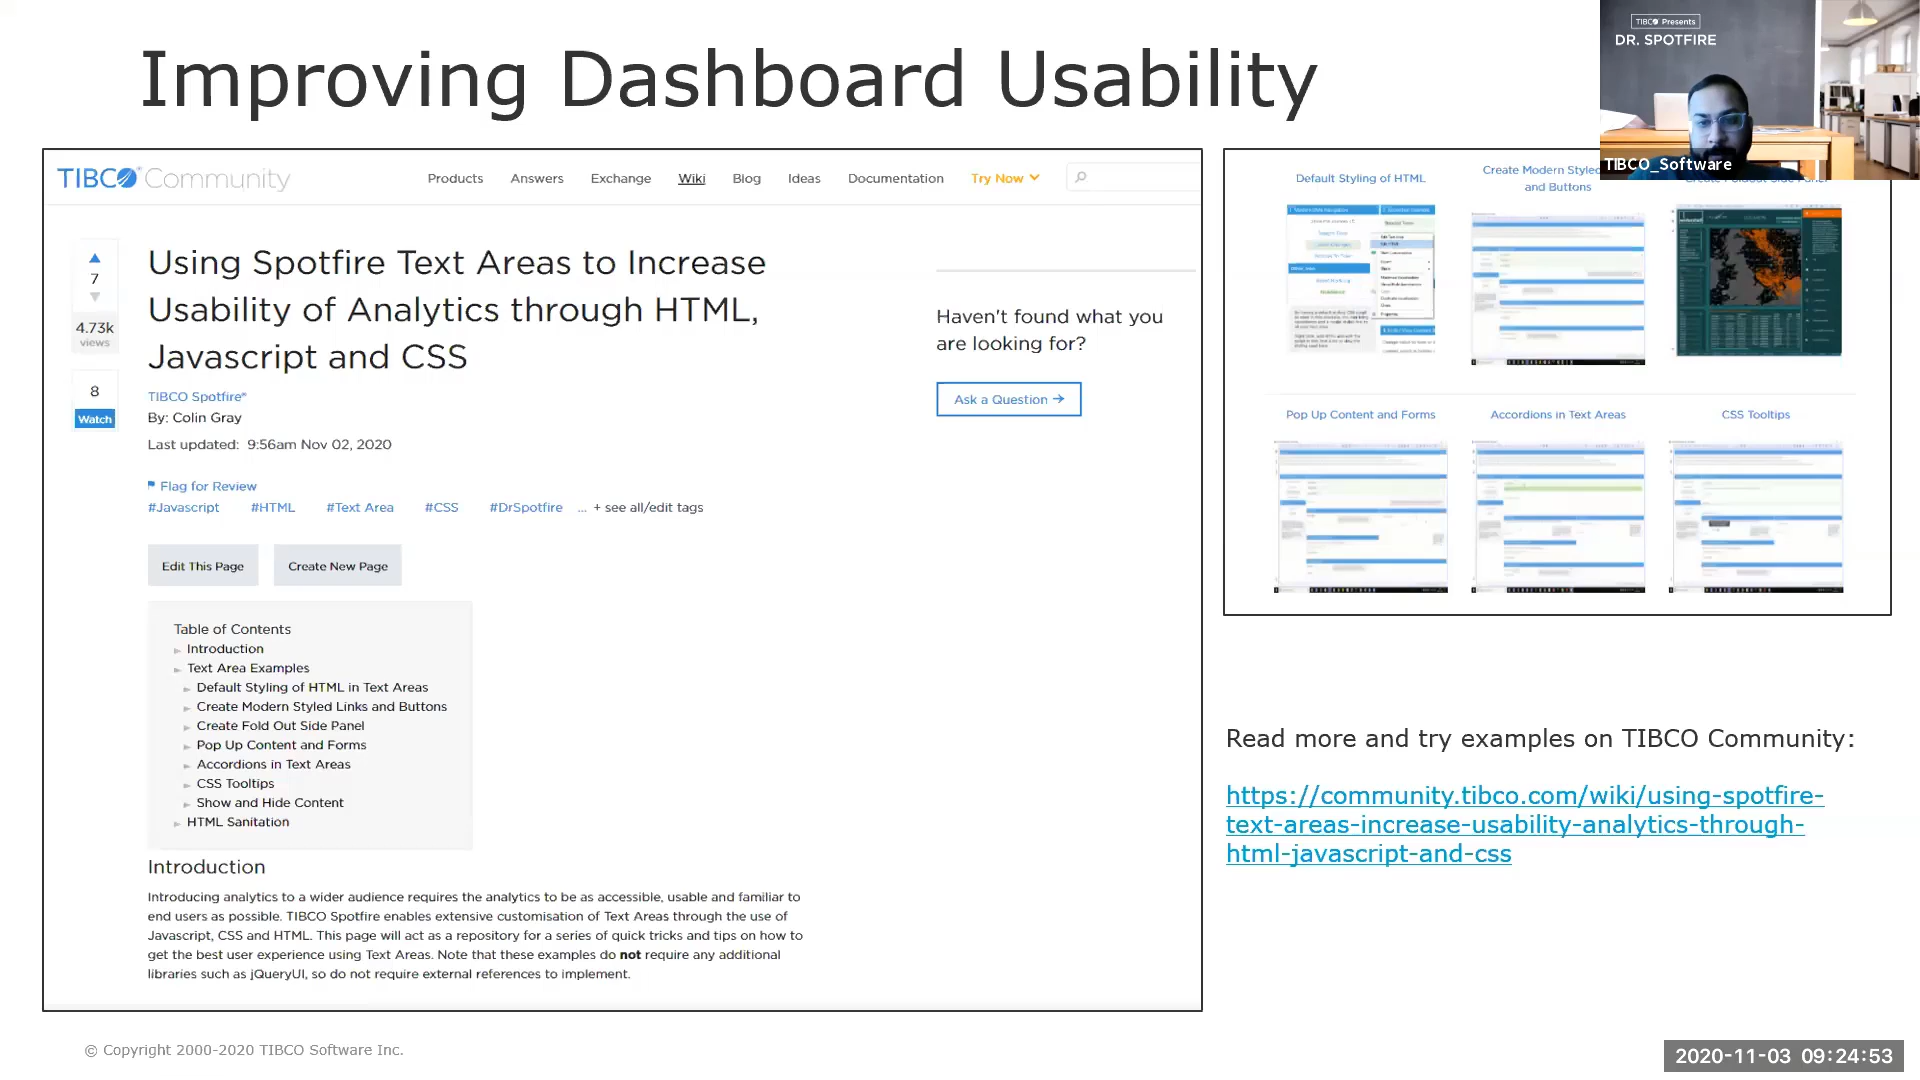 Improving Dashboard Usability
TIBCO Presents
DR. SPOTFIRE
TIBCO_Software
TIBCO® Community
Products Answers Exchange Wiki Blog Ideas Documentation Try Now
7
4.73k
views
8
Watch
Using Spotfire Text Areas to Increase
Usability of Analytics through HTML,
Javascript and CSS
TIBCO Spotfire®
By: Colin Gray
Last updated: 9:56am Nov 02, 2020
Flag for Review
#Javascript #HTML #Text Area #CSS #DrSpotfire ... + see all/edit tags
Edit This Page Create New Page
Haven't found what you
are looking for?
Ask a Question →
Table of Contents
Introduction
Text Area Examples
Default Styling of HTML in Text Areas
Create Modern Styled Links and Buttons
Create Fold Out Side Panel
Pop Up Content and Forms
Accordions in Text Areas
CSS Tooltips
Show and Hide Content
HTML Sanitation
Introduction
Introducing analytics to a wider audience requires the analytics to be as accessible, usable and familiar to
end users as possible. TIBCO Spotfire enables extensive customisation of Text Areas through the use of
Javascript, CSS and HTML. This page will act as a repository for a series of quick tricks and tips on how to
get the best user experience using Text Areas. Note that these examples do not require any additional
libraries such as jQueryUI, so do not require external references to implement.
Default Styling of HTML
Create Modern Styled
and Buttons
Pop Up Content and Forms
Accordions in Text Areas
CSS Tooltips
Read more and try examples on TIBCO Community:
https://community.tibco.com/wiki/using-spotfire-
text-areas-increase-usability-analytics-through-
html-javascript-and-css
© Copyright 2000-2020 TIBCO Software Inc.
2020-11-03 09:24:53